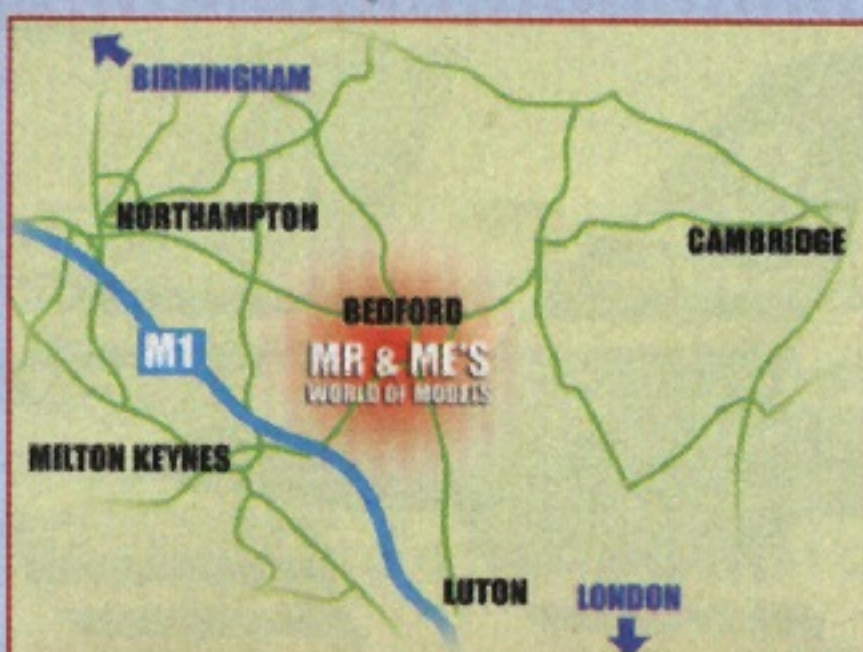 BIRMINGHAM
NORTHAMPTON
CAMBRIDGE
BEDFORD
M1
MR & ME'S
WORLD OF MODELS
MILTON KEYNES
LUTON
LONDON